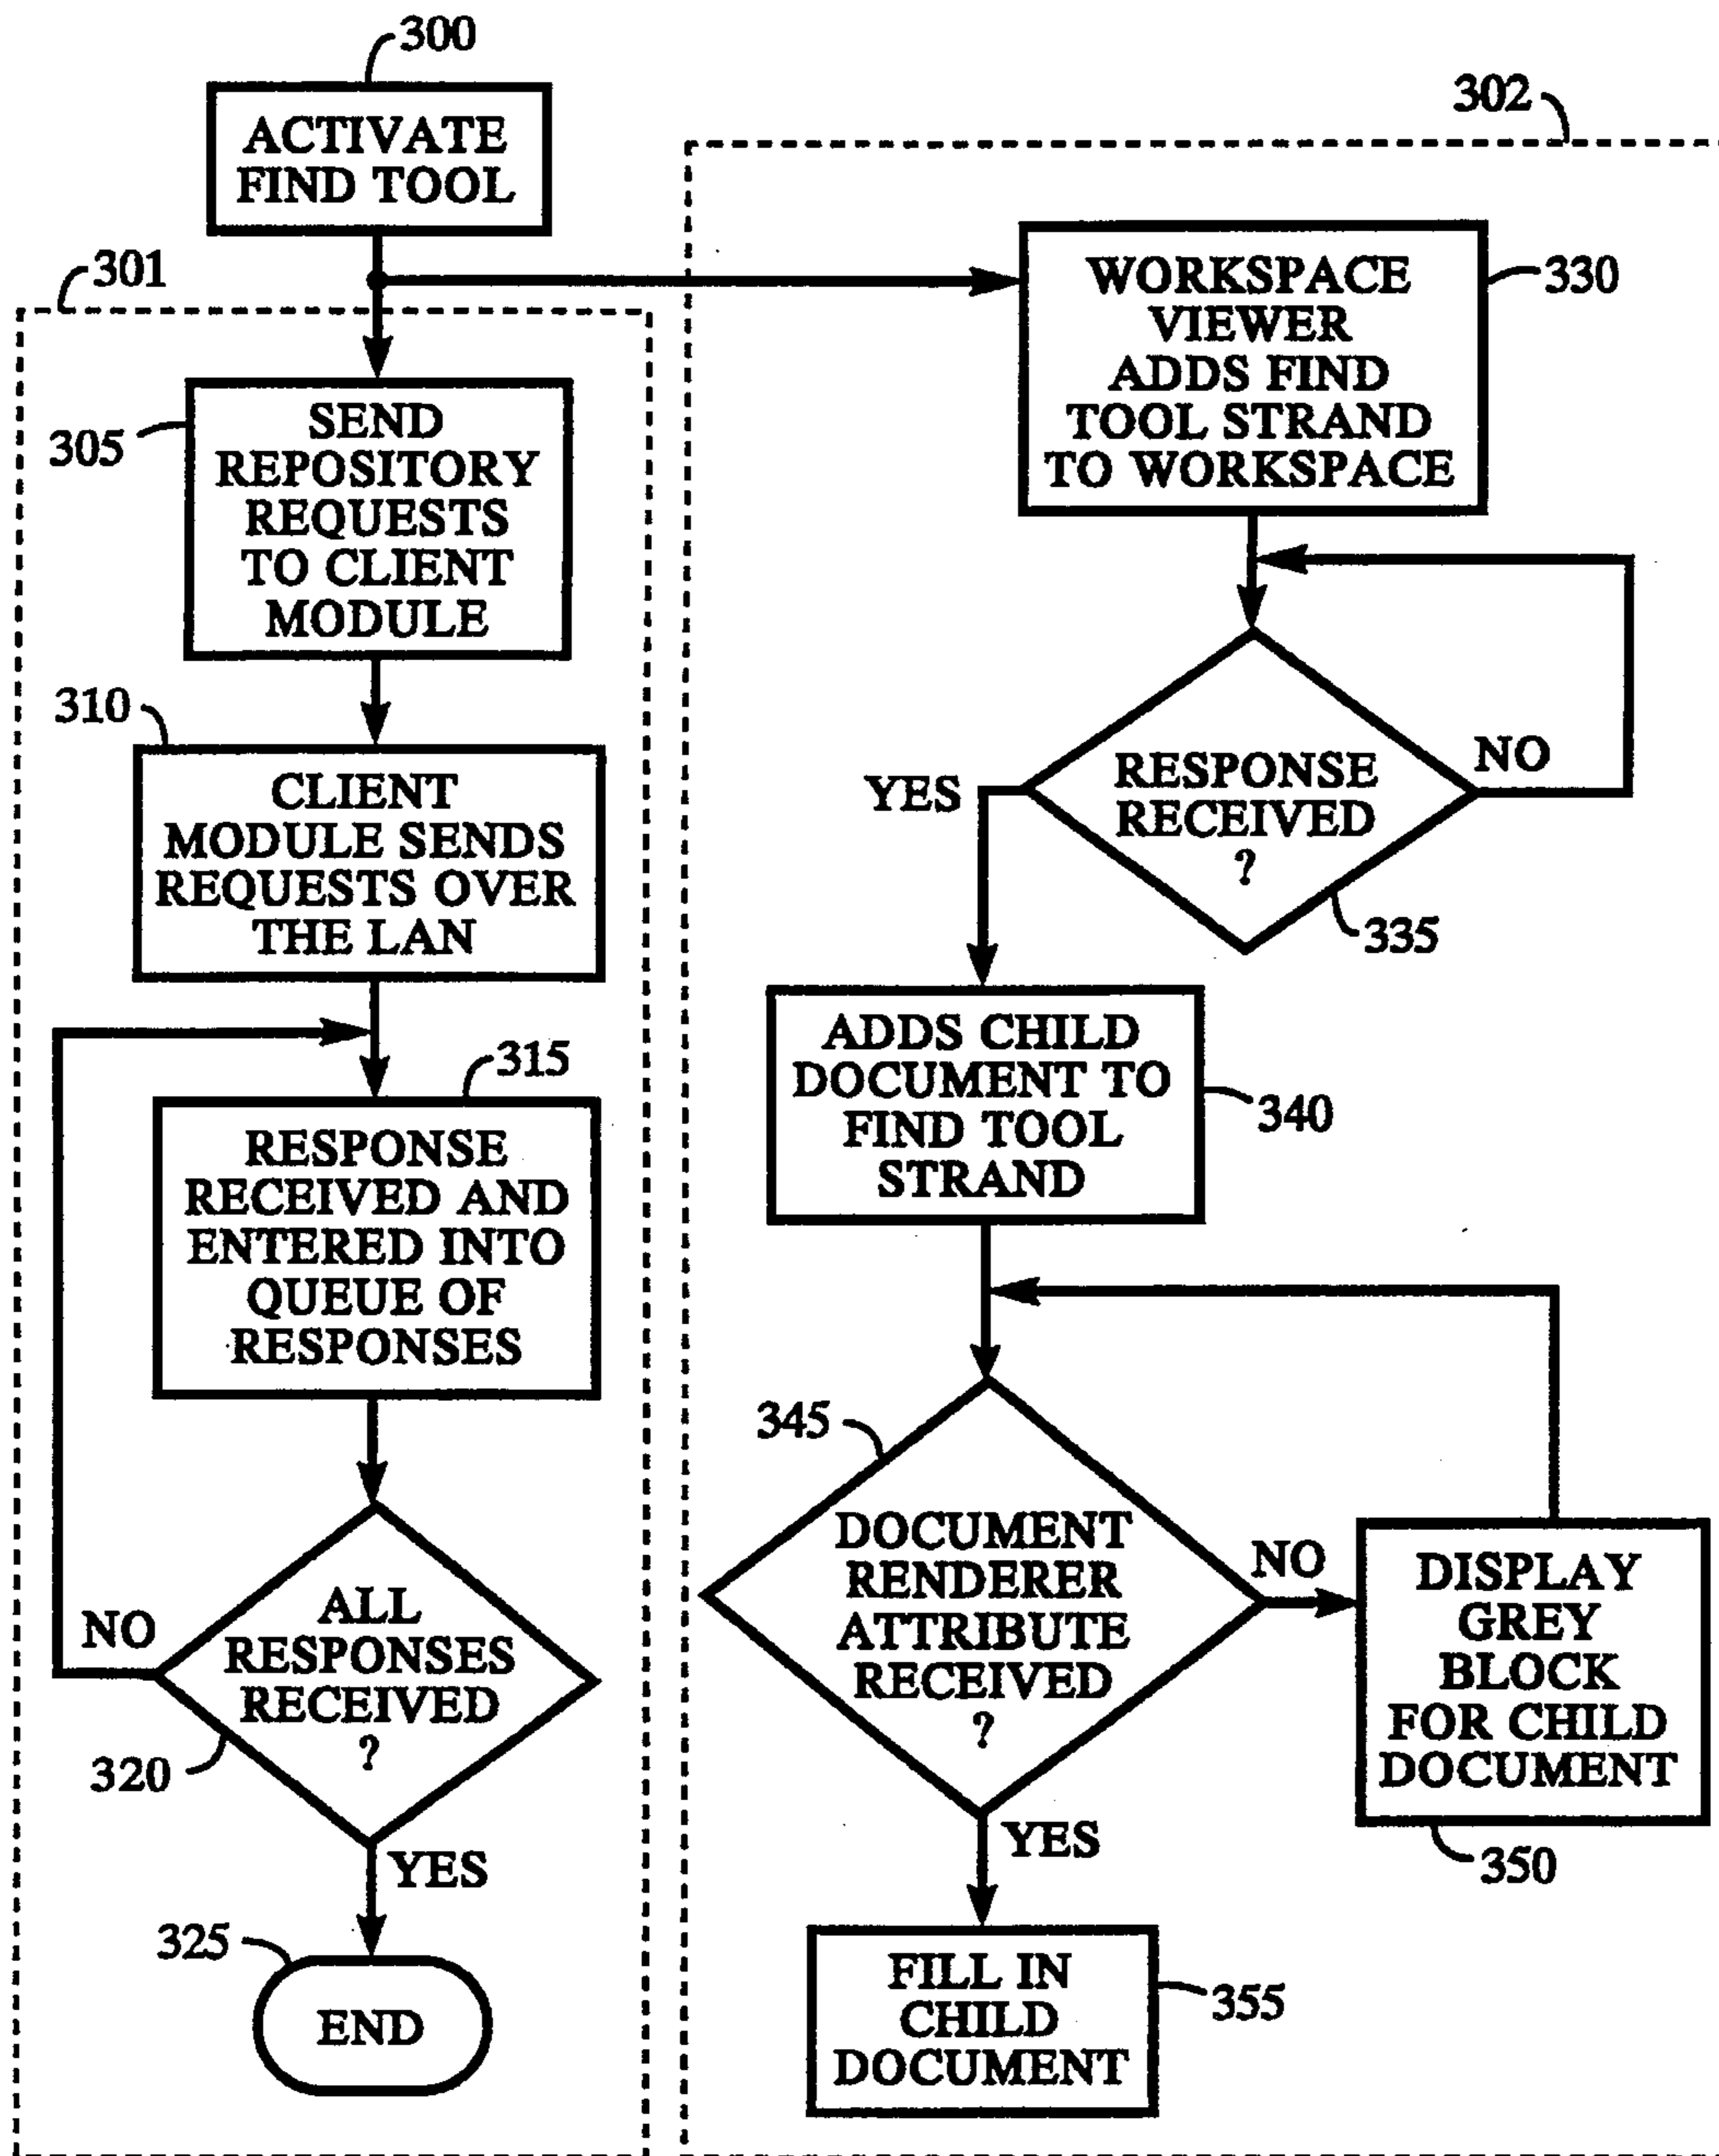 300
ACTIVATE
FIND TOOL
301
305
SEND
REPOSITORY
REQUESTS
TO CLIENT
MODULE
310
CLIENT
MODULE SENDS
REQUESTS OVER
THE LAN
315
RESPONSE
RECEIVED AND
ENTERED INTO
QUEUE OF
RESPONSES
NO
ALL
RESPONSES
RECEIVED
?
320
YES
325
END
302
WORKSPACE
VIEWER
ADDS FIND
TOOL STRAND
TO WORKSPACE
330
YES
RESPONSE
RECEIVED
?
NO
335
ADDS CHILD
DOCUMENT TO
FIND TOOL
STRAND
340
345
DOCUMENT
RENDERER
ATTRIBUTE
RECEIVED
?
NO
DISPLAY
GREY
BLOCK
FOR CHILD
DOCUMENT
350
YES
FILL IN
CHILD
DOCUMENT
355